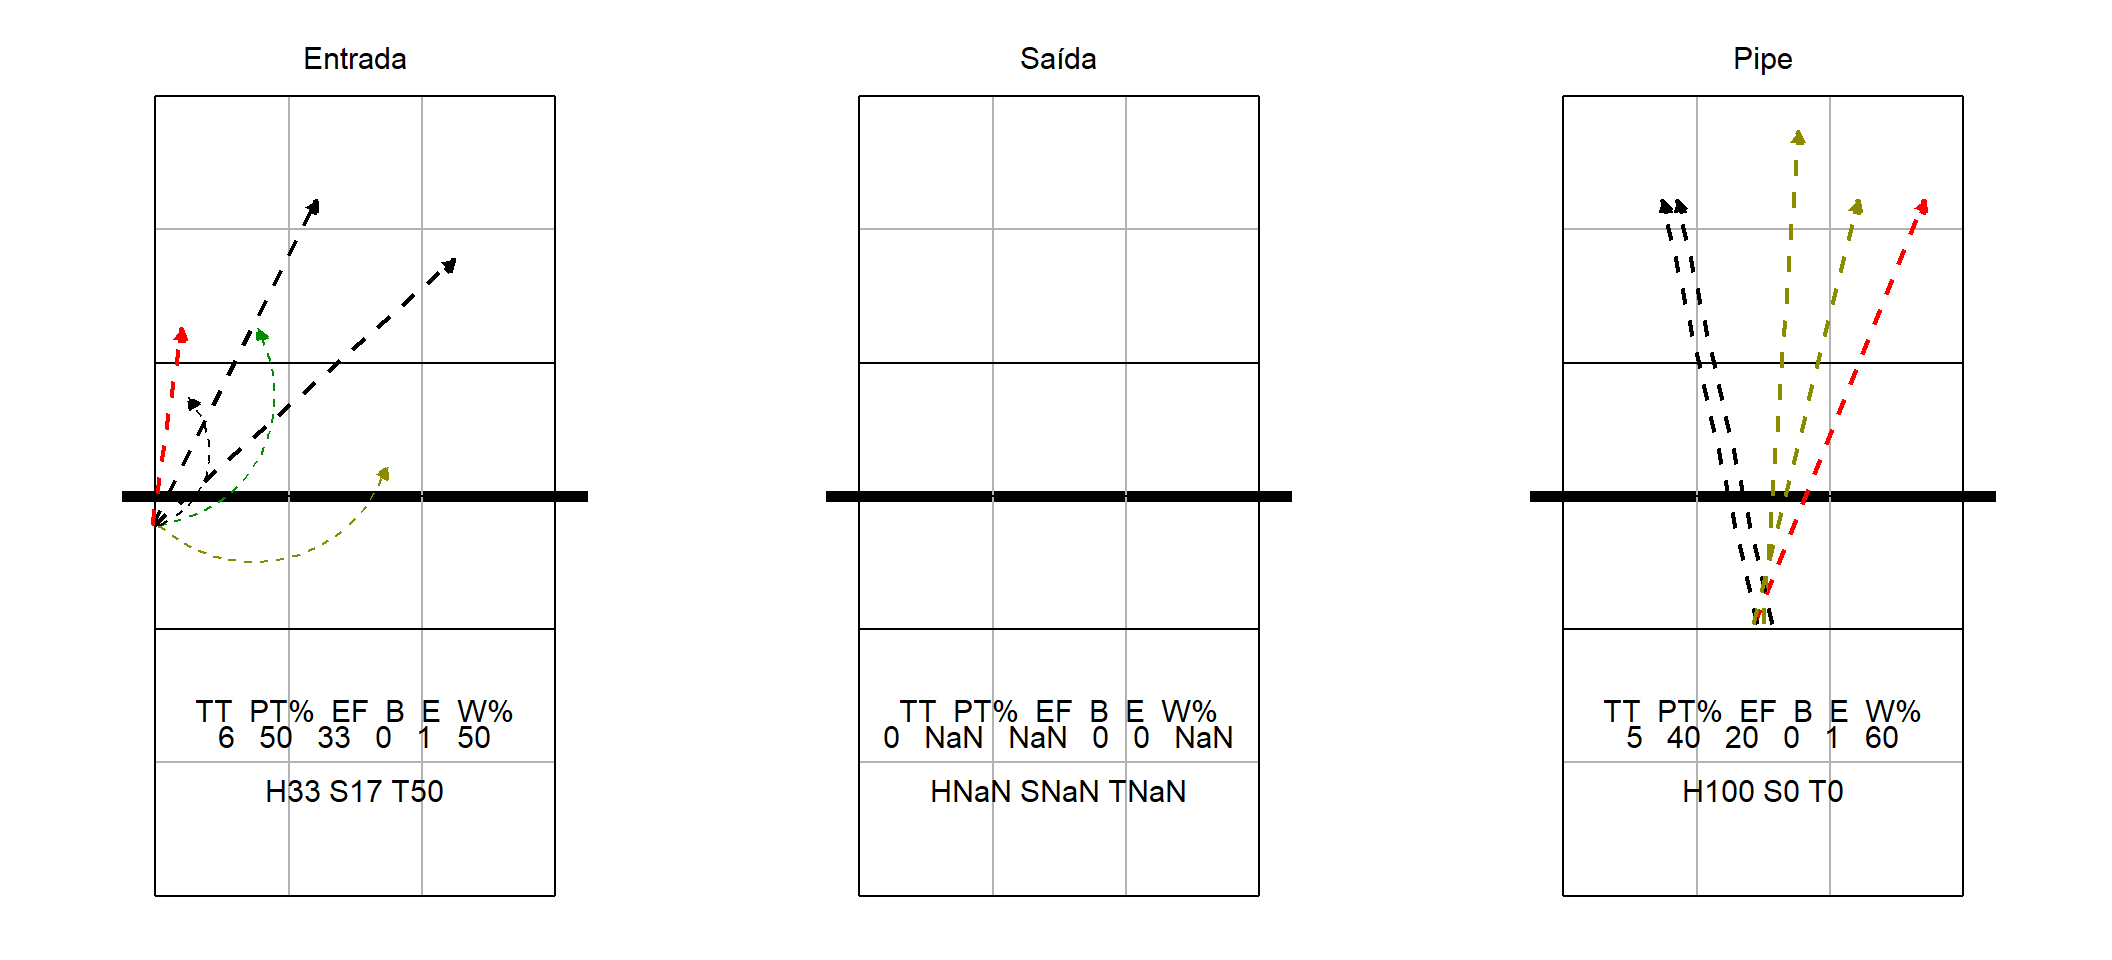 Entrada
TT PT% EF B E W%
6 50 33 0 1 50
H33 S17 T50
Saída
TT PT% EF B E W%
0 NaN NaN 0 0 NaN
HNaN SNaN TNaN
Pipe
TT PT% EF B E W%
5 40 20 0 1 60
H100 S0 T0